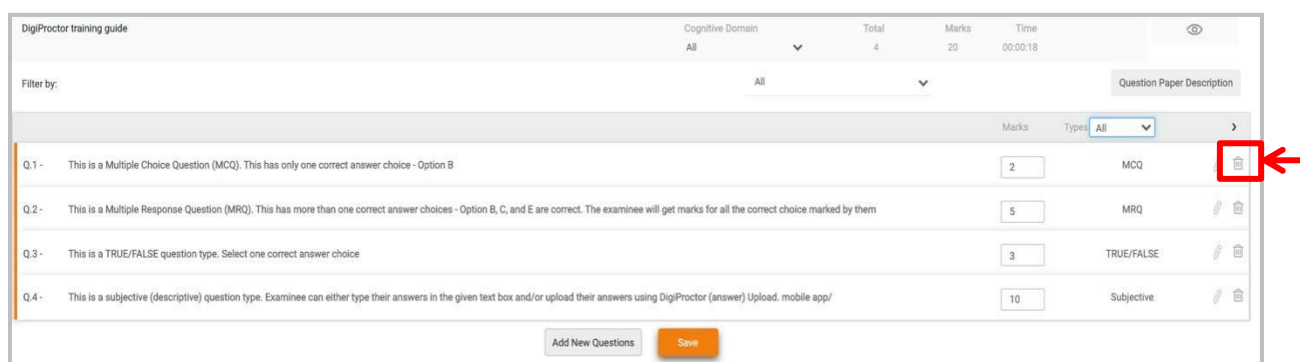 DigiProctor training guide Cognitive Domain Total Marks Time
All 4 20 00:00:18
Filter by: All Question Paper Description
Marks Types All
Q.1 - This is a Multiple Choice Question (MCQ). This has only one correct answer choice - Option B 2 MCQ
Q.2 - This is a Multiple Response Question (MRQ). This has more than one correct answer choices - Option B, C, and E are correct. The examinee will get marks for all the correct choice marked by them 5 MRQ
Q.3 - This is a TRUE/FALSE question type. Select one correct answer choice 3 TRUE/FALSE
Q.4 - This is a subjective (descriptive) question type. Examinee can either type their answers in the given text box and/or upload their answers using DigiProctor (answer) Upload. mobile app/ 10 Subjective
Add New Questions Save